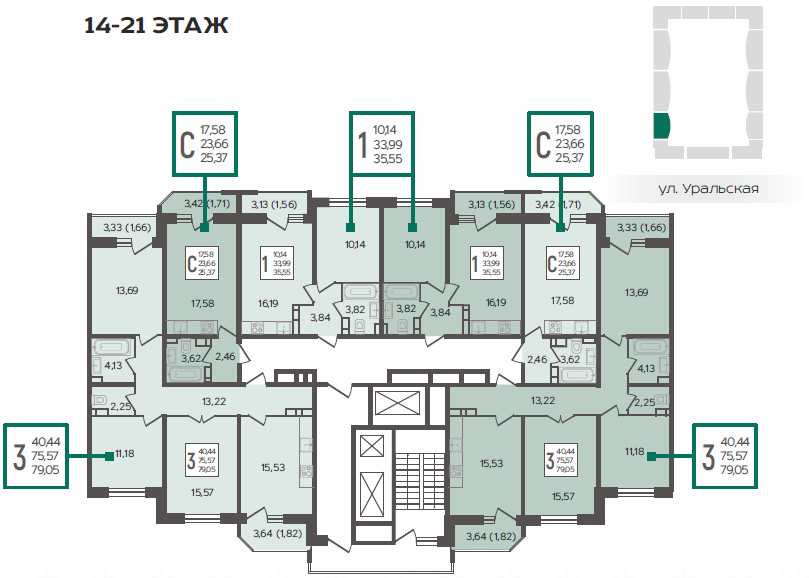 14-21 ЭТАЖ
С 17,58 23,66 25,37
1 10,14 33,99 35,55
С 17,58 23,66 25,37
ул. Уральская
3,42 (1,71)
3,13 (1,56)
3,13 (1,56)
3,42 (1,71)
3,33 (1,66)
3,33 (1,66)
10,14
10,14
С 17,58 23,66 25,37
1 10,14 33,99 35,55
1 10,14 33,99 35,55
С 17,58 23,66 25,37
13,69
17,58
16,19
16,19
17,58
13,69
3,84
3,82
3,82
3,84
4,13
3,62
2,46
2,46
3,62
4,13
2,25
13,22
13,22
2,25
3 40,44 75,57 79,05
11,18
3 40,44 75,57 79,05
15,53
15,53
3 40,44 75,57 79,05
11,18
3 40,44 75,57 79,05
15,57
15,57
3,64 (1,82)
3,64 (1,82)